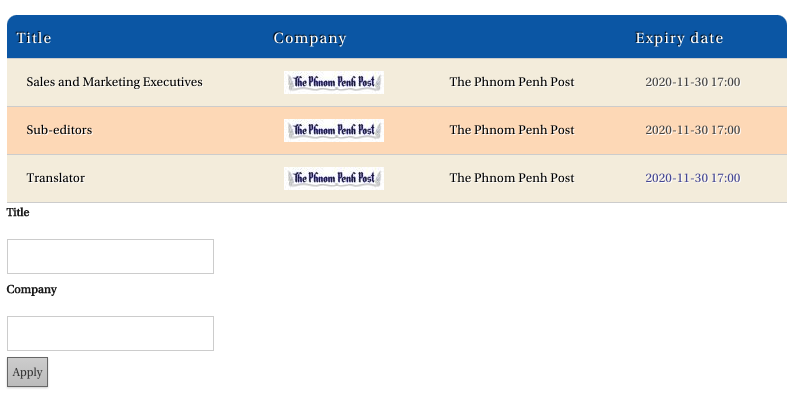 Title Company Expiry date
Sales and Marketing Executives The Phnom Penh Post The Phnom Penh Post 2020-11-30 17:00
Sub-editors The Phnom Penh Post The Phnom Penh Post 2020-11-30 17:00
Translator The Phnom Penh Post The Phnom Penh Post 2020-11-30 17:00
Title
Company
Apply